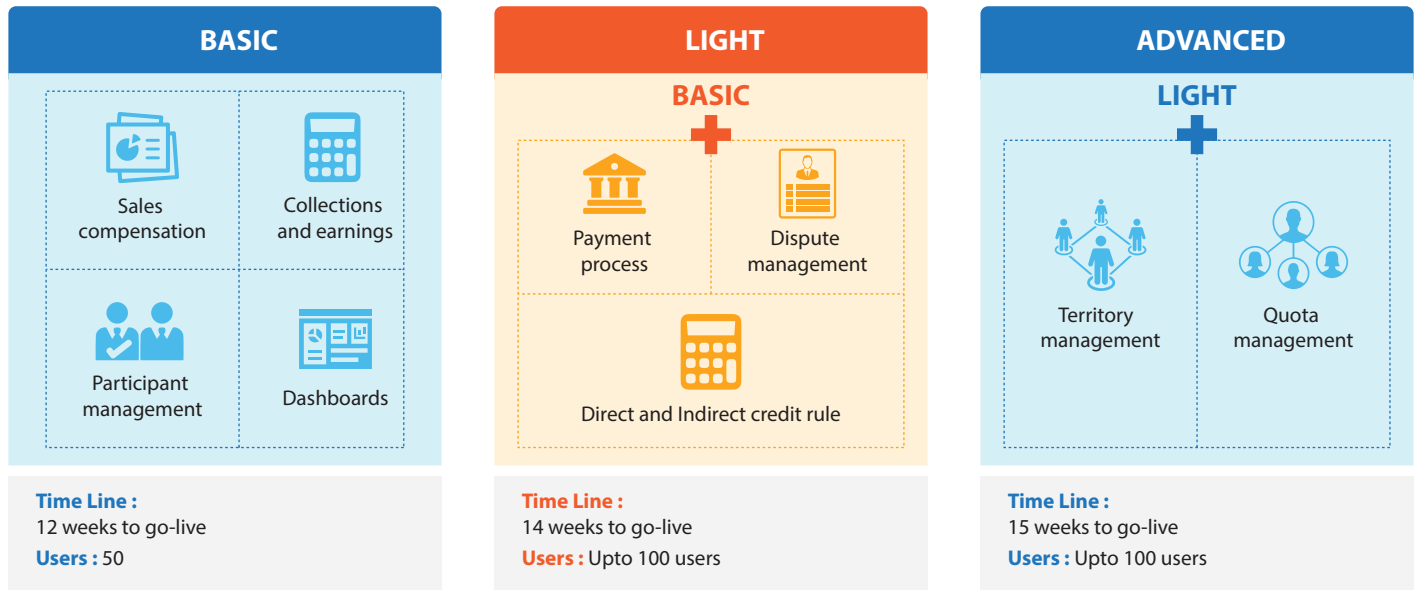 BASIC
Sales
compensation
Collections
and earnings
Participant
management
Dashboards
Time Line :
12 weeks to go-live
Users : 50
LIGHT
BASIC
Payment
process
Dispute
management
Direct and Indirect credit rule
Time Line :
14 weeks to go-live
Users : Upto 100 users
ADVANCED
LIGHT
Territory
management
Quota
management
Time Line :
15 weeks to go-live
Users : Upto 100 users